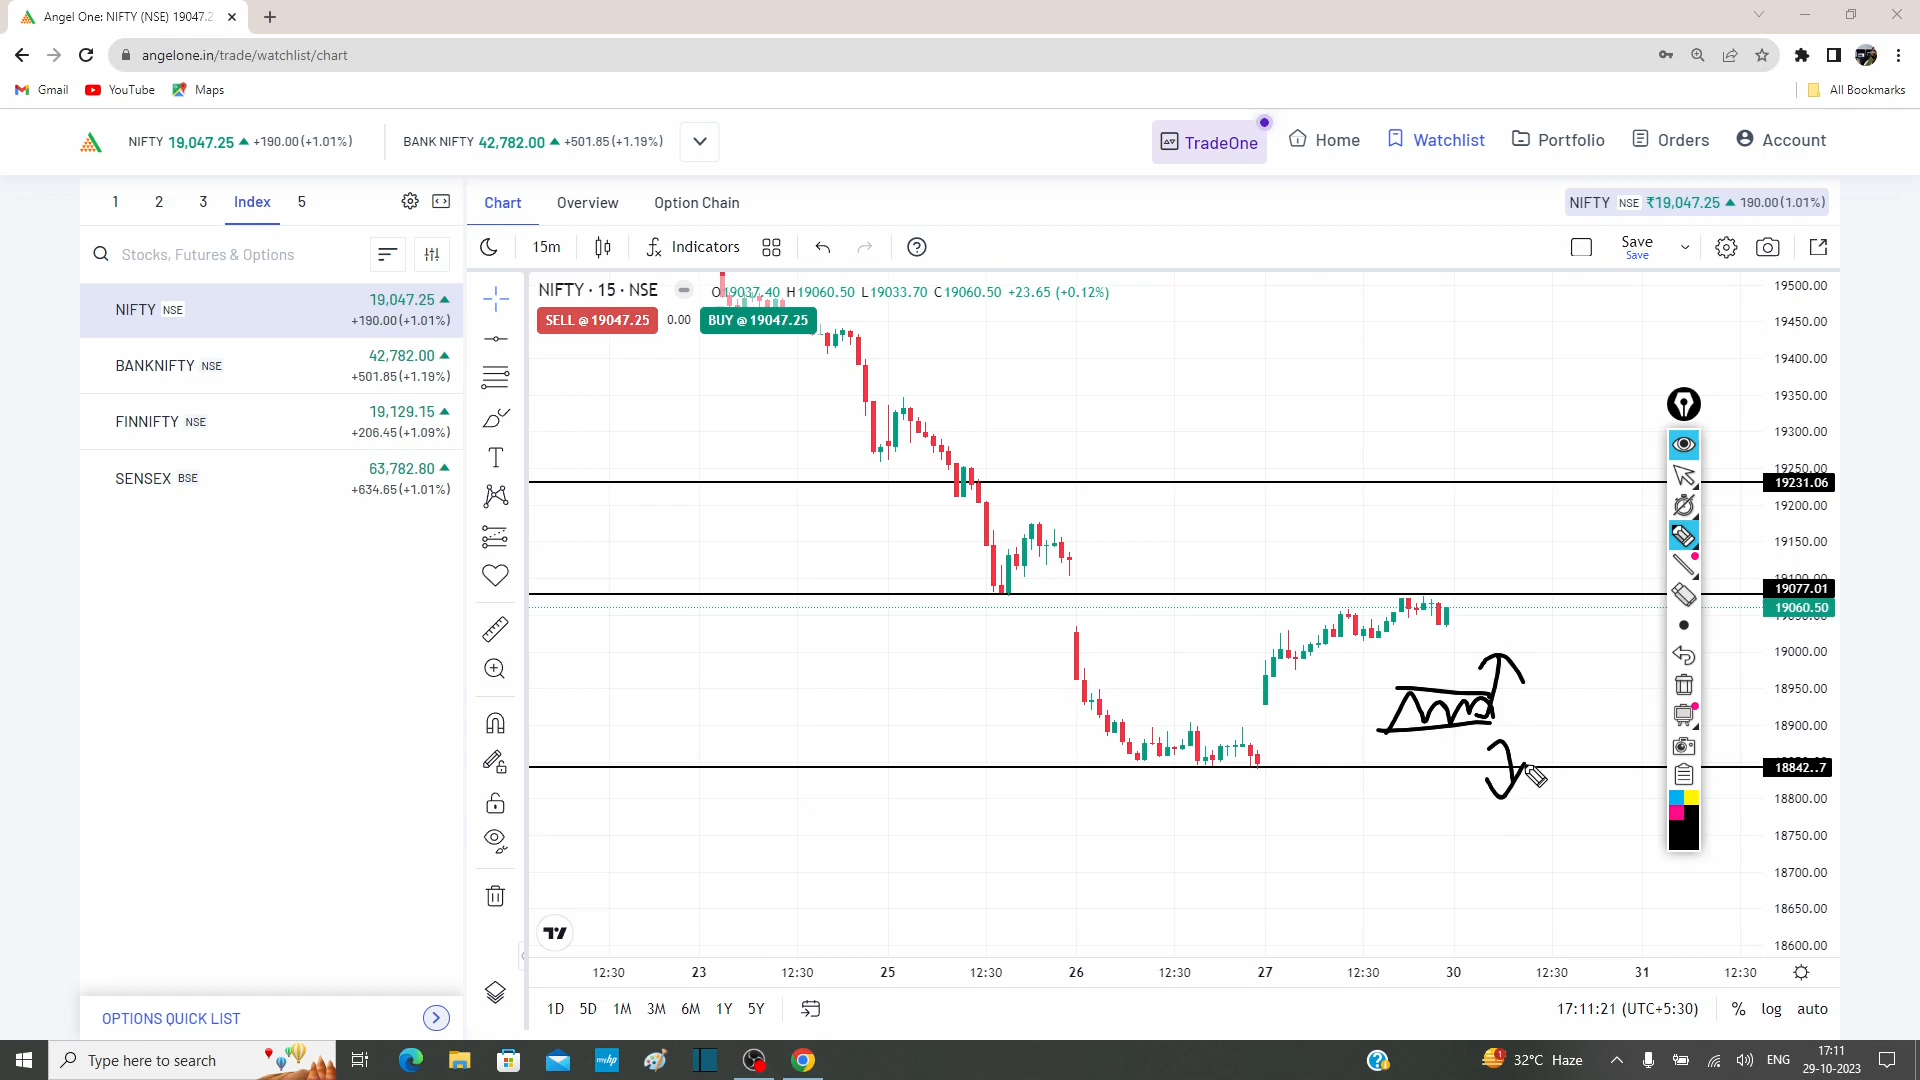 Angel One: NIFTY (NSE) 19047.2
angelone.in/trade/watchlist/chart
Gmail YouTube Maps All Bookmarks
NIFTY 19,047.25 +190.00 (+1.01%) BANK NIFTY 42,782.00 +501.85 (+1.19%) TradeOne Home Watchlist Portfolio Orders Account
1 2 3 Index 5
Stocks, Futures & Options
NIFTY NSE 19,047.25
+190.00 (+1.01%)
BANKNIFTY NSE 42,782.00
+501.85 (+1.19%)
FINNIFTY NSE 19,129.15
+206.45 (+1.09%)
SENSEX BSE 63,782.80
+634.65 (+1.01%)
OPTIONS QUICK LIST
Chart Overview Option Chain NIFTY NSE ₹19,047.25 190.00 (1.01%)
15m Indicators Save
Save
NIFTY · 15 · NSE O19037.40 H19060.50 L19033.70 C19060.50 +23.65 (+0.12%)
SELL @ 19047.25 0.00 BUY @ 19047.25
19500.00
19450.00
19400.00
19350.00
19300.00
19250.00
19231.06
19200.00
19150.00
19100.00
19077.01
19060.50
19050.00
19000.00
18950.00
18900.00
18842..7
18800.00
18750.00
18700.00
18650.00
18600.00
12:30 23 12:30 25 12:30 26 12:30 27 12:30 30 12:30 31 12:30
1D 5D 1M 3M 6M 1Y 5Y 17:11:21 (UTC+5:30) % log auto
Type here to search myhp 32°C Haze ENG 17:11
29-10-2023